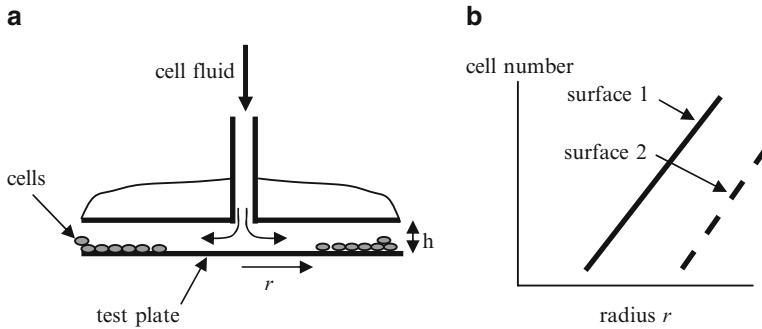 a
cell fluid
cells
h
r
test plate
b
cell number
surface 1
surface 2
radius r